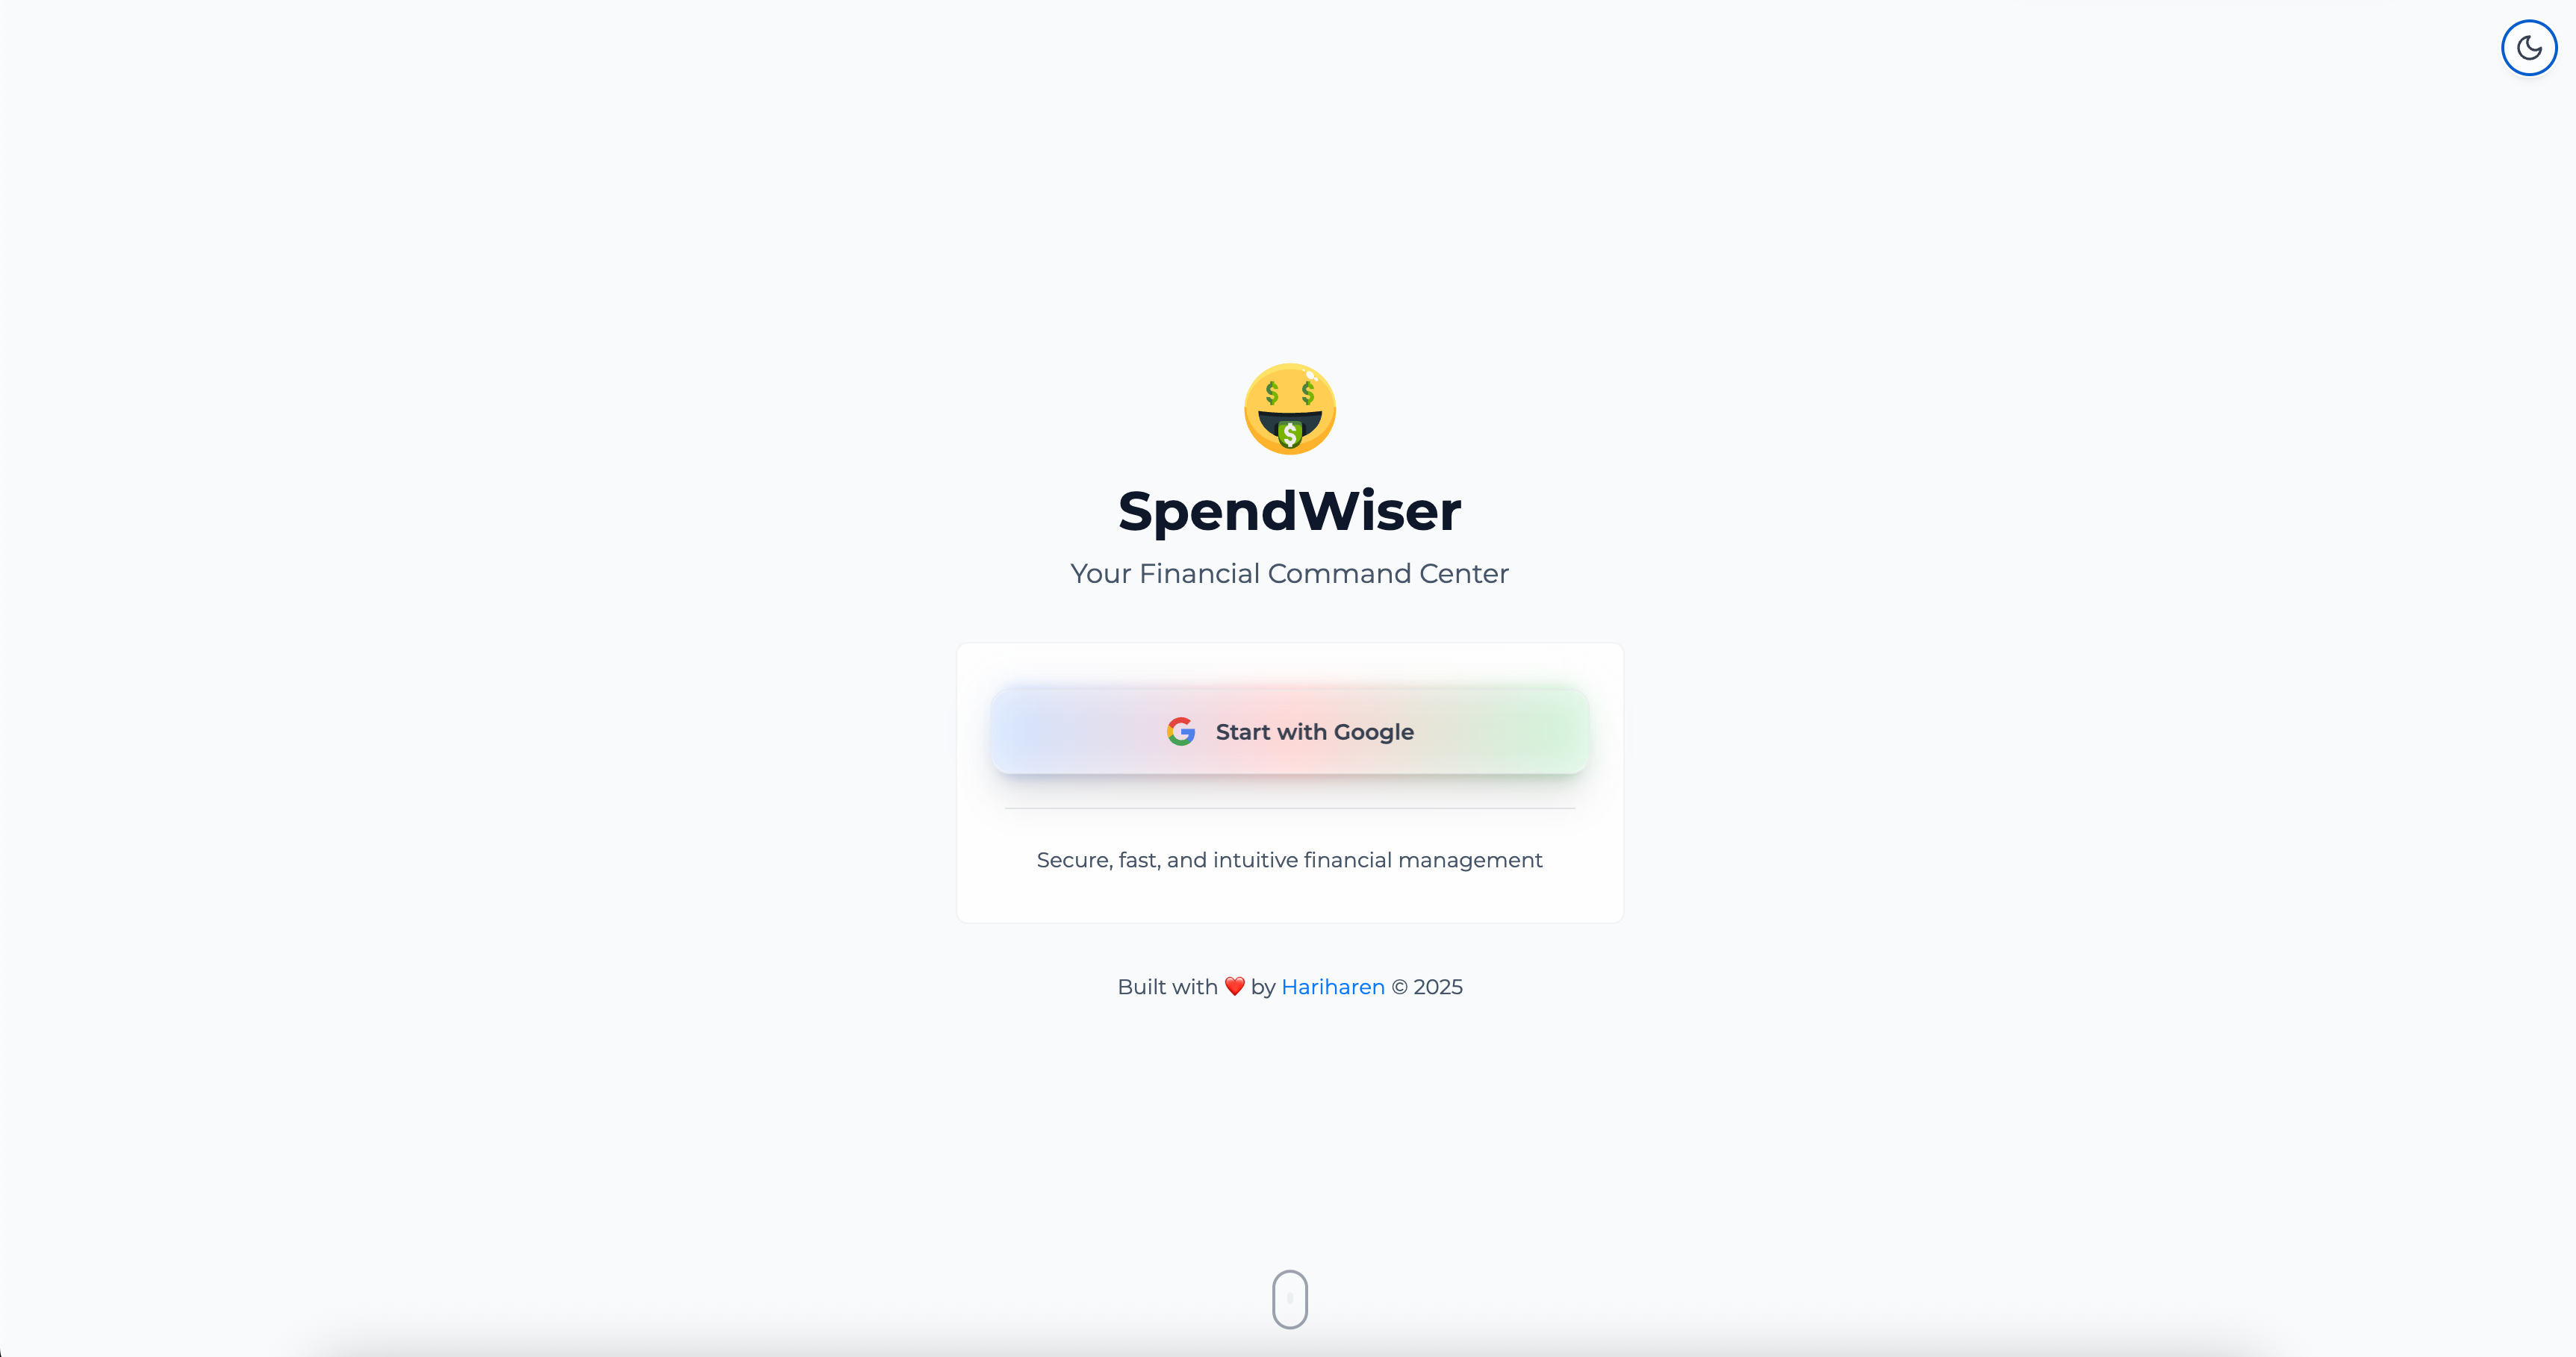 SpendWiser
Your Financial Command Center
Start with Google
Secure, fast, and intuitive financial management
Built with ❤️ by Hariharen © 2025